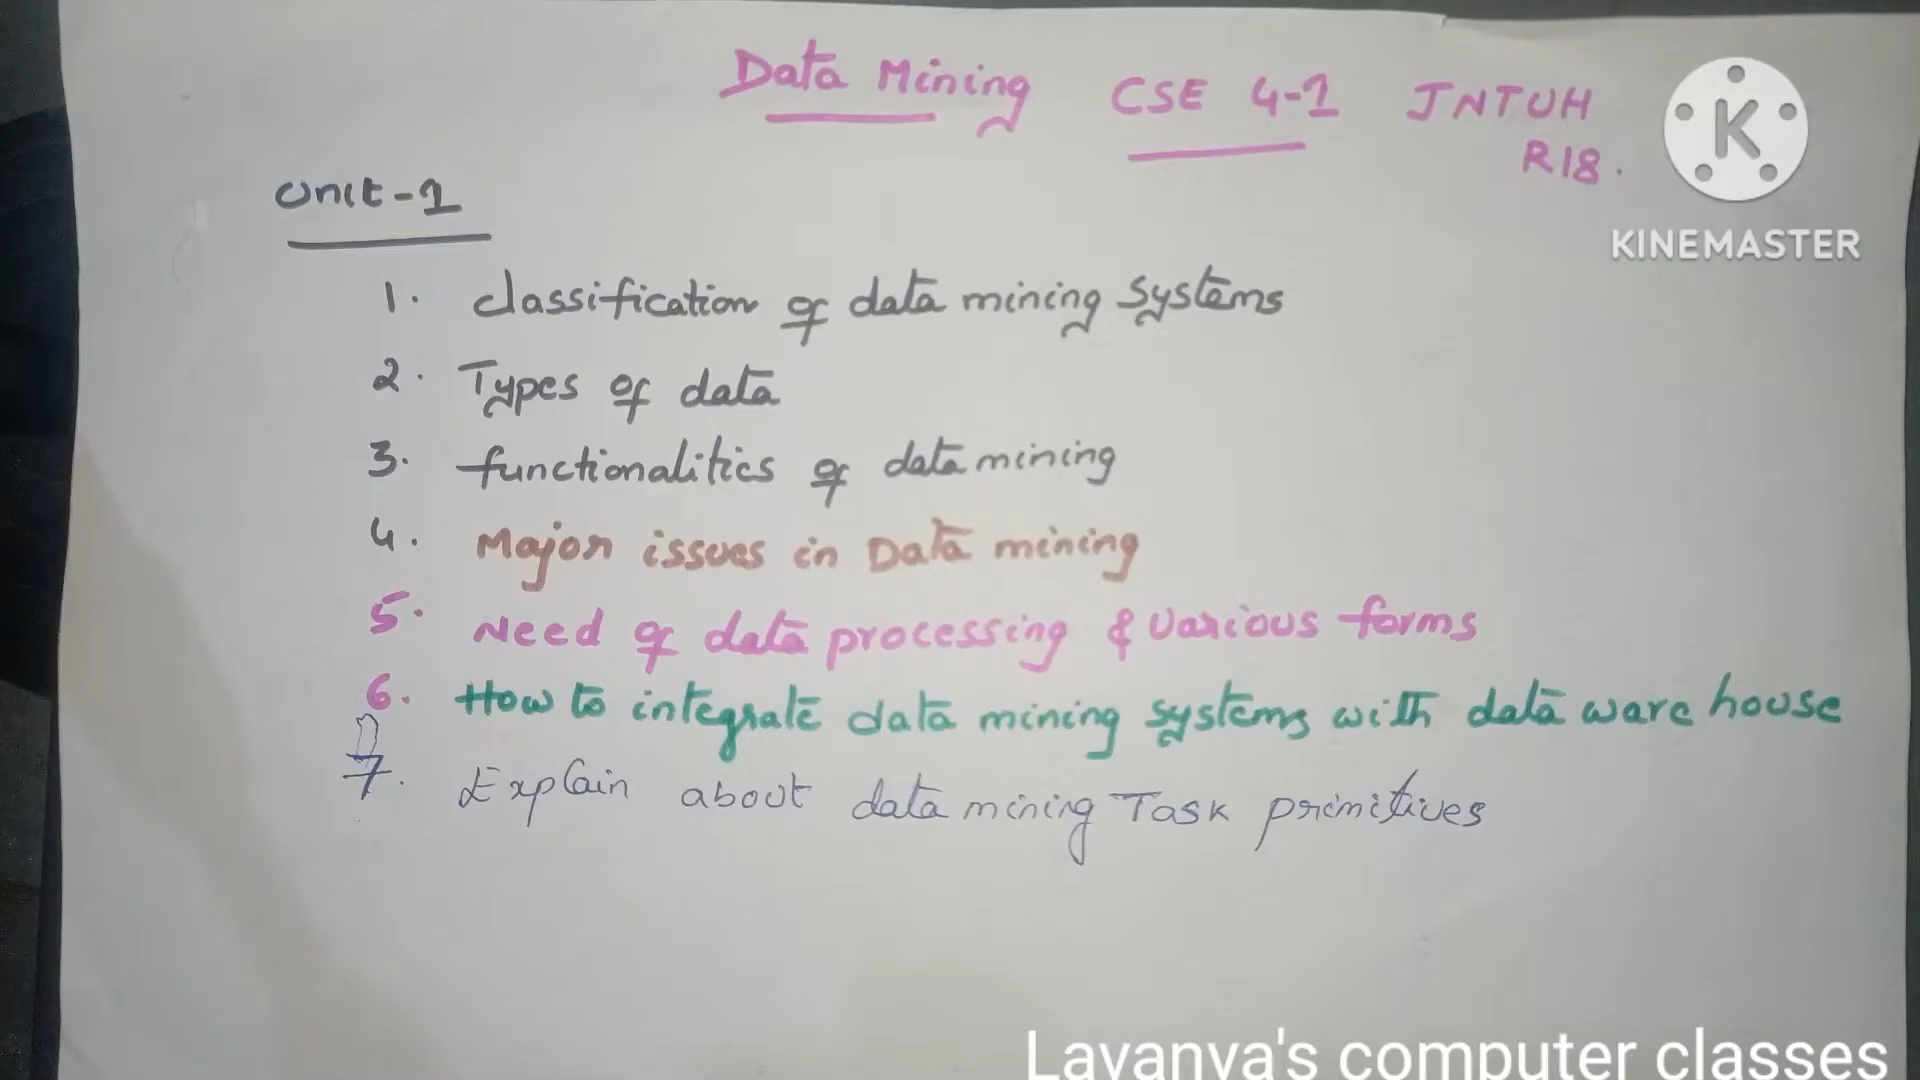 Data Mining CSE 4-1 JNTUH
R18.
K
KINEMASTER
Unit-1
1. classification of data mining systems
2. Types of data
3. functionalities of data mining
4. Major issues in Data mining
5. Need of data processing & various forms
6. How to integrate data mining systems with data ware house
7. Explain about data mining Task primitives
Lavanya's computer classes